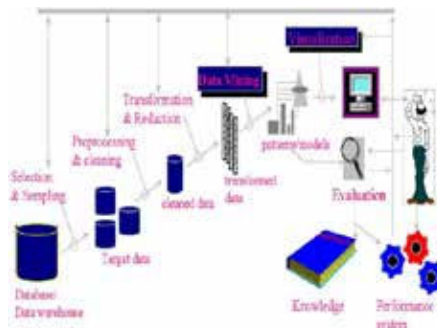 Visualization
Data Mining
Transformation
& Reduction
patterns/models
Preprocessing
& cleaning
transformed
data
Selection
& Sampling
cleaned data
Evaluation
Target data
Database/
Data warehouse
Knowledge
Performance
system